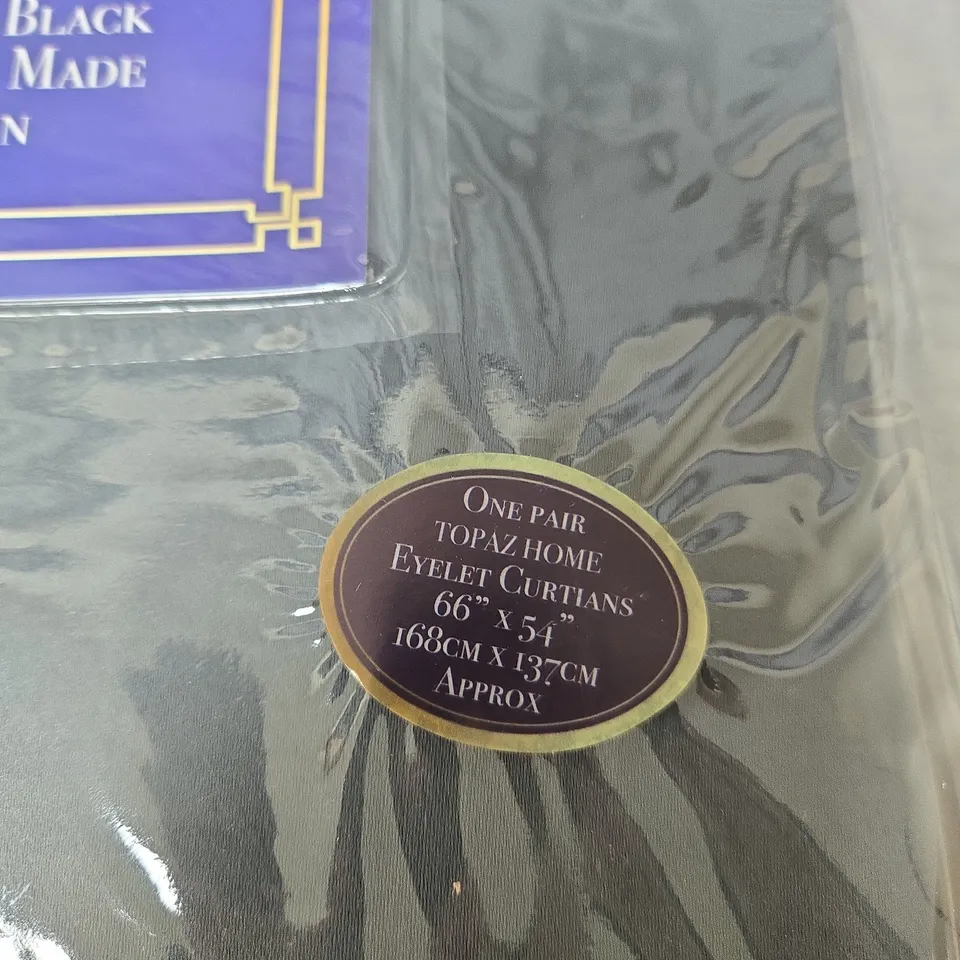 BLACK
MADE
N
ONE PAIR
TOPAZ HOME
EYELET CURTIANS
66” X 54”
168CM X 137CM
APPROX